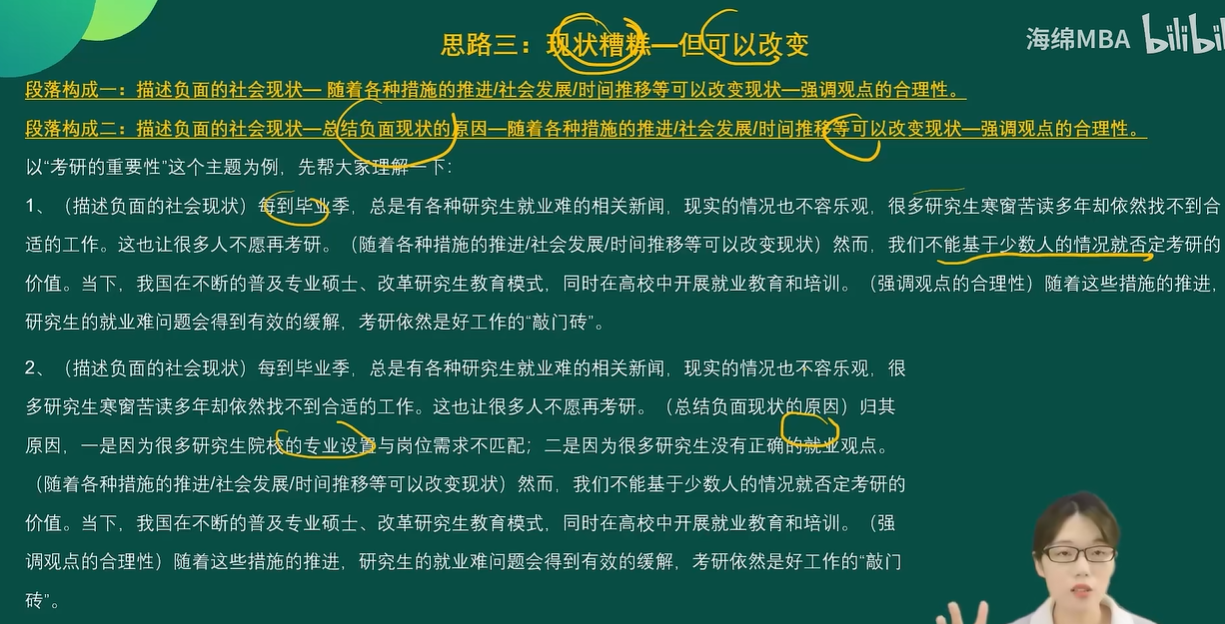 海绵MBA bilibili
思路三：现状糟糕—但可以改变
段落构成一：描述负面的社会现状— 随着各种措施的推进/社会发展/时间推移等可以改变现状—强调观点的合理性。
段落构成二：描述负面的社会现状—总结负面现状的原因—随着各种措施的推进/社会发展/时间推移等可以改变现状—强调观点的合理性。
以“考研的重要性”这个主题为例，先帮大家理解一下：
1、（描述负面的社会现状）每到毕业季，总是有各种研究生就业难的相关新闻，现实的情况也不容乐观，很多研究生寒窗苦读多年却依然找不到合
适的工作。这也让很多人不愿再考研。（随着各种措施的推进/社会发展/时间推移等可以改变现状）然而，我们不能基于少数人的情况就否定考研的
价值。当下，我国在不断的普及专业硕士、改革研究生教育模式，同时在高校中开展就业教育和培训。（强调观点的合理性）随着这些措施的推进，
研究生的就业难问题会得到有效的缓解，考研依然是好工作的“敲门砖”。
2、（描述负面的社会现状）每到毕业季，总是有各种研究生就业难的相关新闻，现实的情况也不容乐观，很
多研究生寒窗苦读多年却依然找不到合适的工作。这也让很多人不愿再考研。（总结负面现状的原因）归其
原因，一是因为很多研究生院校的专业设置与岗位需求不匹配；二是因为很多研究生没有正确的就业观点。
（随着各种措施的推进/社会发展/时间推移等可以改变现状）然而，我们不能基于少数人的情况就否定考研的
价值。当下，我国在不断的普及专业硕士、改革研究生教育模式，同时在高校中开展就业教育和培训。（强
调观点的合理性）随着这些措施的推进，研究生的就业难问题会得到有效的缓解，考研依然是好工作的“敲门
砖”。